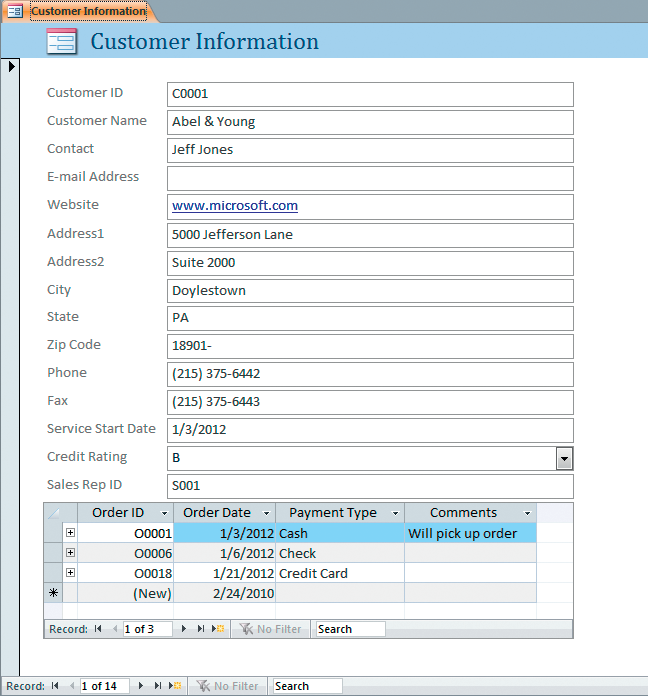 Customer Information
Customer Information
Customer ID C0001
Customer Name Abel & Young
Contact Jeff Jones
E-mail Address
Website www.microsoft.com
Address1 5000 Jefferson Lane
Address2 Suite 2000
City Doylestown
State PA
Zip Code 18901-
Phone (215) 375-6442
Fax (215) 375-6443
Service Start Date 1/3/2012
Credit Rating B
Sales Rep ID S001
Order ID Order Date Payment Type Comments
O0001 1/3/2012 Cash Will pick up order
O0006 1/6/2012 Check
O0018 1/21/2012 Credit Card
(New) 2/24/2010
Record: 1 of 3 No Filter Search
Record: 1 of 14 No Filter Search